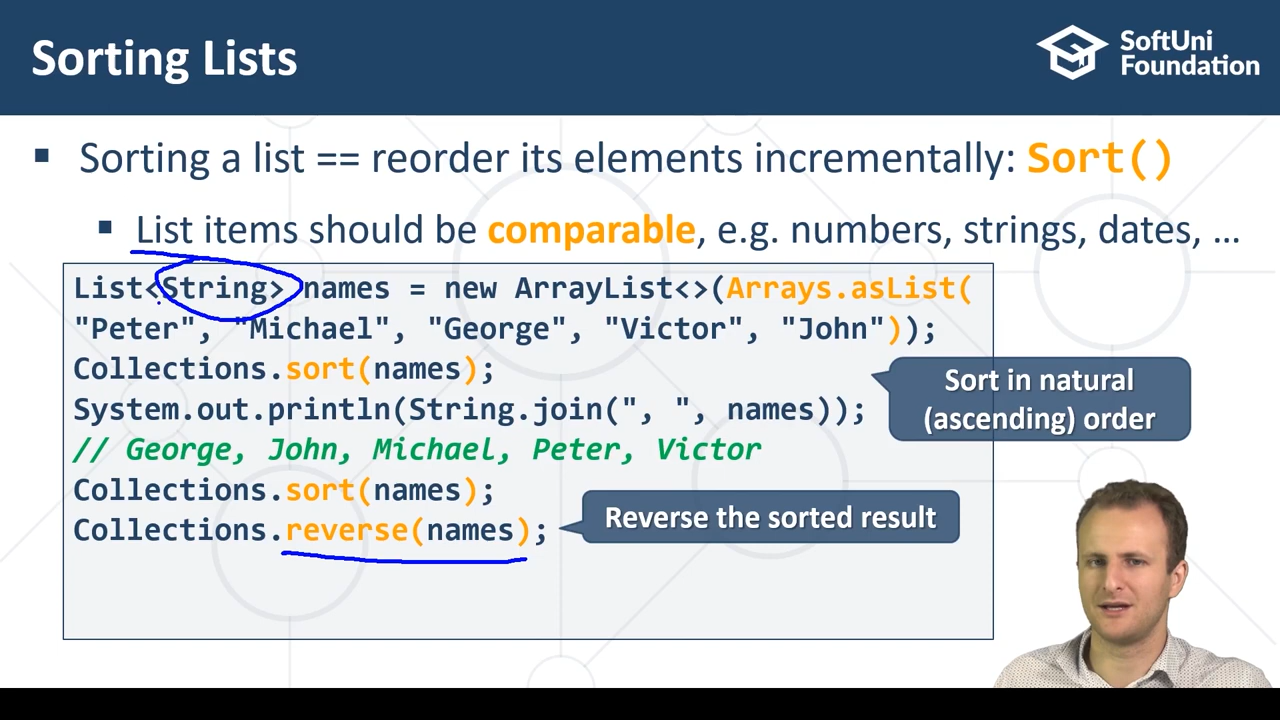 Sorting Lists
SoftUni
Foundation
Sorting a list == reorder its elements incrementally: Sort()
List items should be comparable, e.g. numbers, strings, dates, …
List<String> names = new ArrayList<>(Arrays.asList(
"Peter", "Michael", "George", "Victor", "John"));
Collections.sort(names);
System.out.println(String.join(", ", names));
// George, John, Michael, Peter, Victor
Collections.sort(names);
Collections.reverse(names);
Sort in natural
(ascending) order
Reverse the sorted result